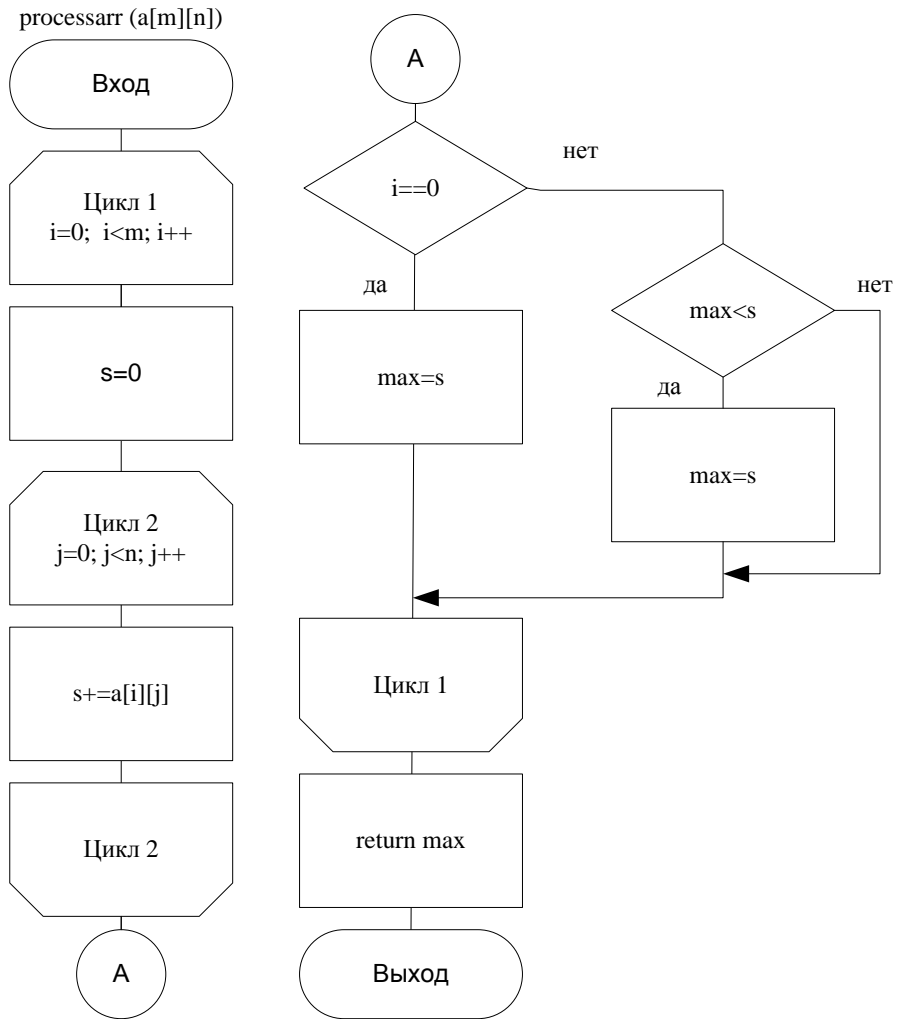 processarr (a[m][n])
Вход
Цикл 1
i=0; i<m; i++
s=0
Цикл 2
j=0; j<n; j++
s+=a[i][j]
Цикл 2
A
A
i==0
нет
да
max=s
max<s
нет
да
max=s
Цикл 1
return max
Выход